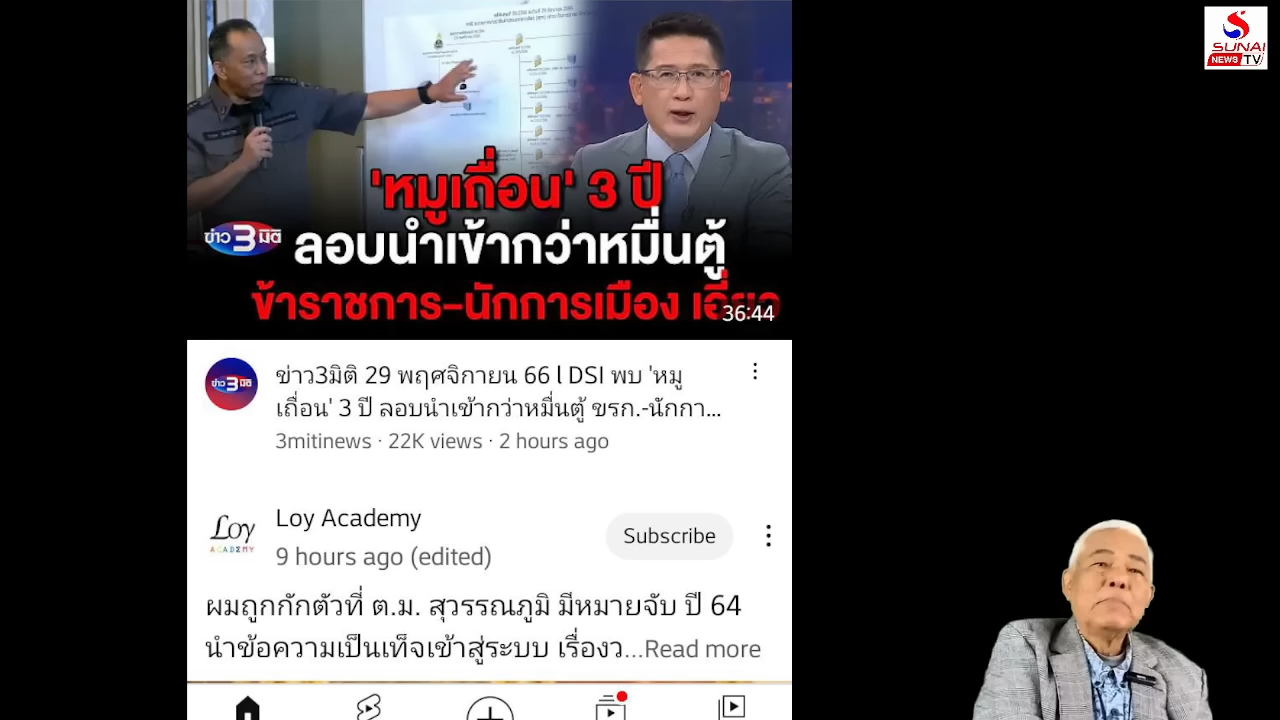 SUNAI
NEWS TV
'หมูเถื่อน' 3 ปี
ข่าว 3 มิติ
ลอบนำเข้ากว่าหมื่นตู้
ข้าราชการ-นักการเมือง
36:44
ข่าว3มิติ 29 พฤศจิกายน 66 l DSI พบ 'หมู
เถื่อน' 3 ปี ลอบนำเข้ากว่าหมื่นตู้ ขรก.-นักกา...
3mitinews · 22K views · 2 hours ago
Loy Academy
9 hours ago (edited)
Subscribe
Loy
ACADEMY
ผมถูกกักตัวที่ ต.ม. สุวรรณภูมิ มีหมายจับ ปี 64
นำข้อความเป็นเท็จเข้าสู่ระบบ เรื่องว...Read more